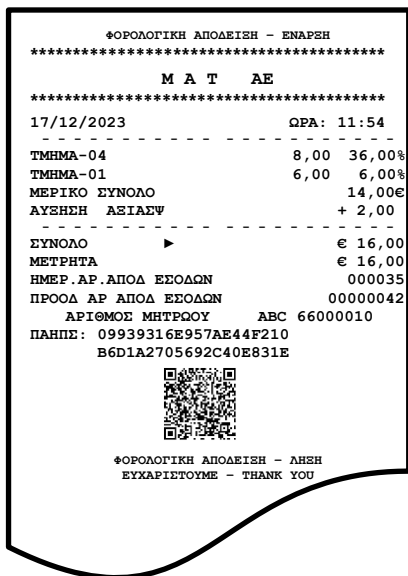 ΦΟΡΟΛΟΓΙΚΗ ΑΠΟΔΕΙΞΗ – ΕΝΑΡΞΗ
******************************************
Μ Α Τ ΑΕ
******************************************
17/12/2023 ΩΡΑ: 11:54
- - - - - - - - - - - - - - - - - - - - -
ΤΜΗΜΑ-04 8,00 36,00%
ΤΜΗΜΑ-01 6,00 6,00%
ΜΕΡΙΚΟ ΣΥΝΟΛΟ 14,00€
ΑΥΞΗΣΗ ΑΞΙΑΣΨ + 2,00
- - - - - - - - - - - - - - - - - - - - -
ΣΥΝΟΛΟ ► € 16,00
ΜΕΤΡΗΤΑ € 16,00
ΗΜΕΡ.ΑΡ.ΑΠΟΔ ΕΣΟΔΩΝ 000035
ΠΡΟΟΔ ΑΡ ΑΠΟΔ ΕΣΟΔΩΝ 00000042
ΑΡΙΘΜΟΣ ΜΗΤΡΩΟΥ ABC 66000010
ΠΑΗΠΣ: 09939316E957AE44F210
B6D1A2705692C40E831E
ΦΟΡΟΛΟΓΙΚΗ ΑΠΟΔΕΙΞΗ – ΛΗΞΗ
ΕΥΧΑΡΙΣΤΟΥΜΕ – THANK YOU